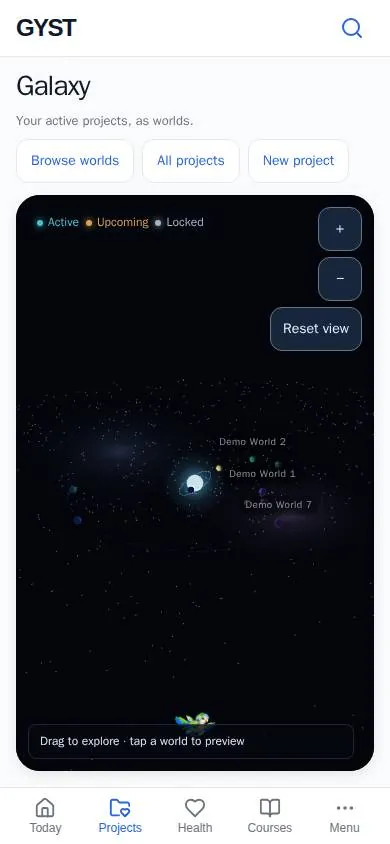 GYST
Galaxy
Your active projects, as worlds.
Browse worlds
All projects
New project
Active
Upcoming
Locked
+
−
Reset view
Demo World 2
Demo World 1
Demo World 7
Drag to explore · tap a world to preview
Today
Projects
Health
Courses
Menu